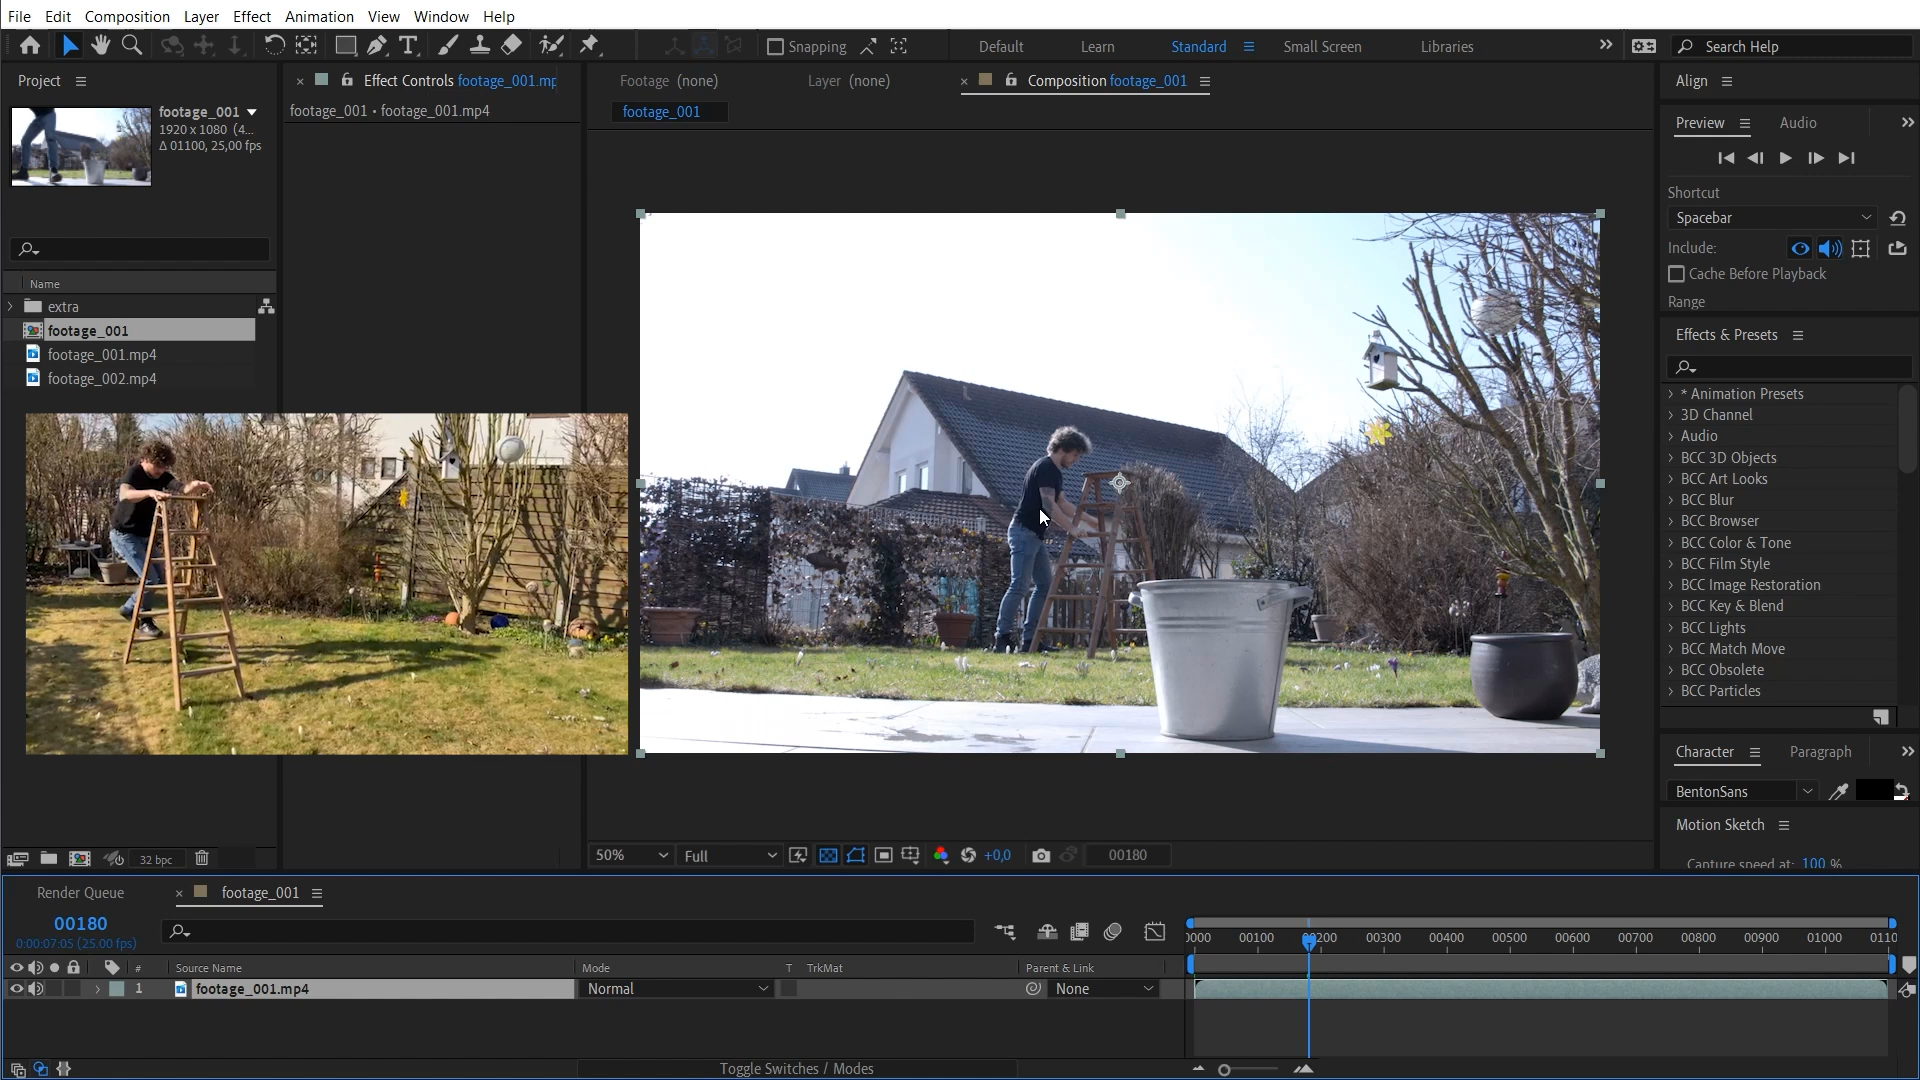 File Edit Composition Layer Effect Animation View Window Help
Snapping Default Learn Standard Small Screen Libraries Search Help
Project
Effect Controls footage_001.mp
Footage (none) Layer (none) Composition footage_001
Align
footage_001
1920 x 1080 (4...
Δ 01100, 25,00 fps
footage_001 • footage_001.mp4
footage_001
Preview Audio
Shortcut
Spacebar
Include:
Cache Before Playback
Range
Name
extra
footage_001
footage_001.mp4
footage_002.mp4
Effects & Presets
* Animation Presets
3D Channel
Audio
BCC 3D Objects
BCC Art Looks
BCC Blur
BCC Browser
BCC Color & Tone
BCC Film Style
BCC Image Restoration
BCC Key & Blend
BCC Lights
BCC Match Move
BCC Obsolete
BCC Particles
Character Paragraph
BentonSans
Motion Sketch
Capture speed at: 100 %
32 bpc
50% Full +0,0 00180
Render Queue footage_001
00180
0:00:07:05 (25.00 fps)
0000 00100 00200 00300 00400 00500 00600 00700 00800 00900 01000 0110
# Source Name Mode T TrkMat Parent & Link
1 footage_001.mp4 Normal None
Toggle Switches / Modes